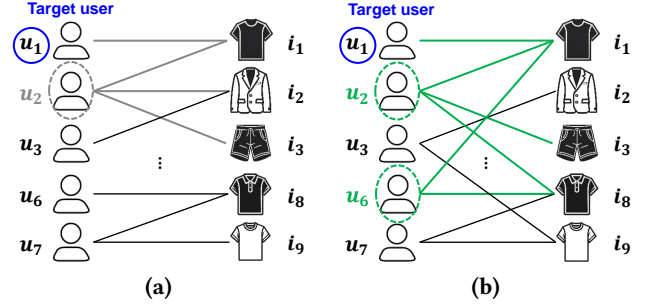 Target user
u1
i1
u2
i2
u3
i3
⋮
u6
i8
u7
i9
(a)
Target user
u1
i1
u2
i2
u3
i3
⋮
u6
i8
u7
i9
(b)